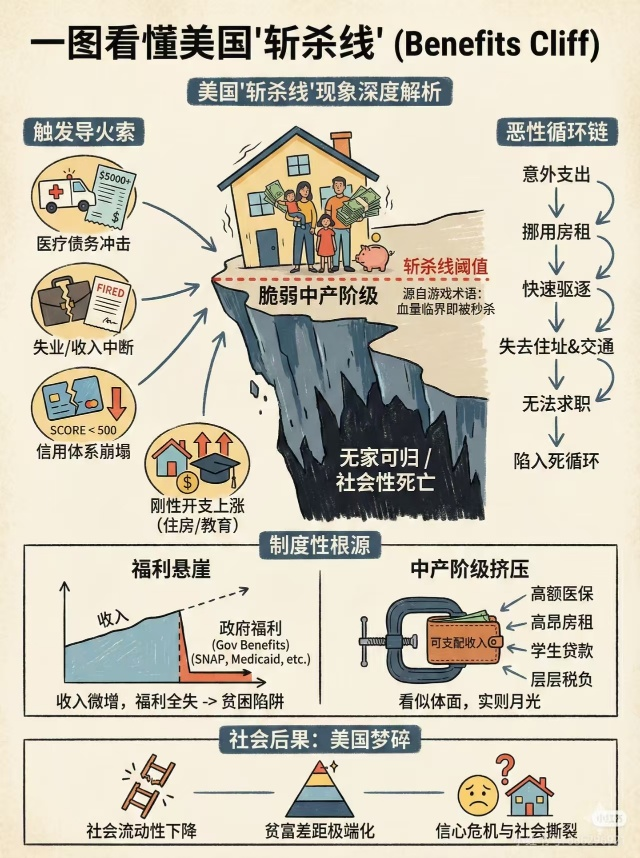 一图看懂美国'斩杀线' (Benefits Cliff)
美国'斩杀线'现象深度解析
触发导火索
$5000+
$
医疗债务冲击
FIRED
失业/收入中断
SCORE < 500
信用体系崩塌
$
刚性开支上涨
（住房/教育）
斩杀线阈值
脆弱中产阶级
源自游戏术语：
血量临界即被秒杀
无家可归 /
社会性死亡
恶性循环链
意外支出
挪用房租
快速驱逐
失去住址&交通
无法求职
陷入死循环
制度性根源
福利悬崖
收入
政府福利
(Gov Benefits)
(SNAP, Medicaid, etc.)
收入微增，福利全失 -> 贫困陷阱
中产阶级挤压
可支配收入
高额医保
高昂房租
学生贷款
层层税负
看似体面，实则月光
社会后果：美国梦碎
社会流动性下降
贫富差距极端化
?
信心危机与社会撕裂